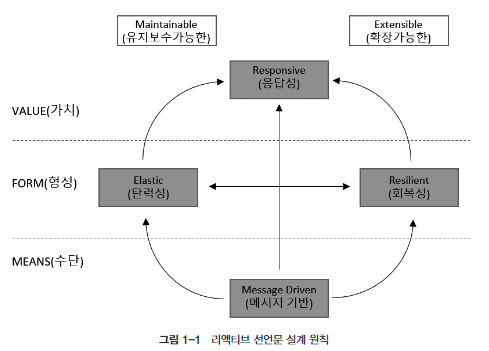 Maintainable
(유지보수가능한)
Extensible
(확장가능한)
Responsive
(응답성)
VALUE(가치)
FORM(형성)
Elastic
(탄력성)
Resilient
(회복성)
MEANS(수단)
Message Driven
(메시지 기반)
그림 1-1 리액티브 선언문 설계 원칙